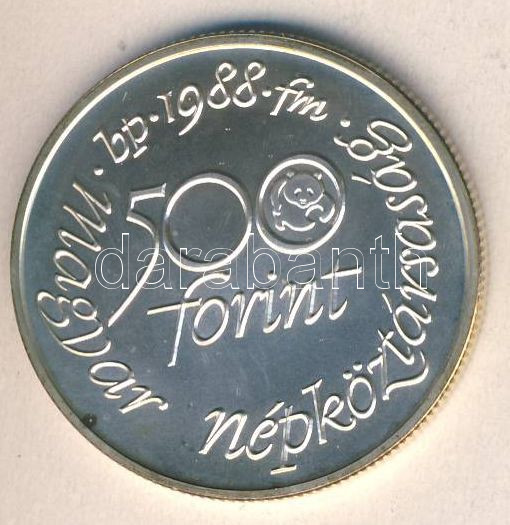 bp·1988·fm·
500
forint
magyar népköztársaság·
darabanth